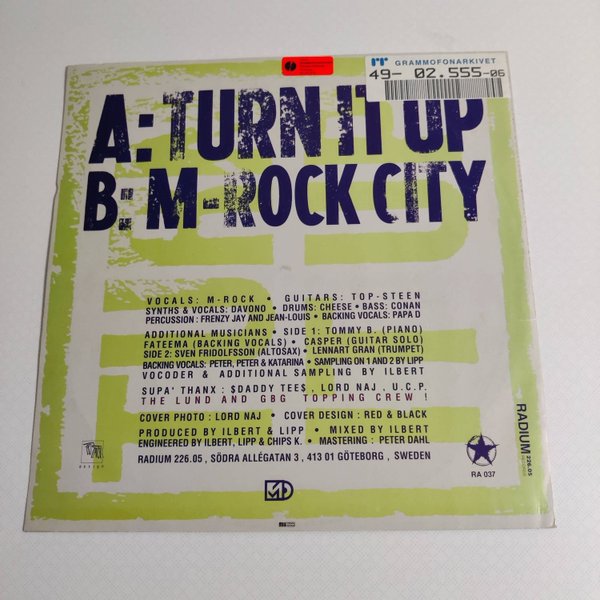 rr GRAMMOFONARKIVET
49- 02.555-06
A: TURN IT UP
B: M-ROCK CITY
VOCALS: M-ROCK • GUITARS: TOP-STEEN
SYNTHS & VOCALS: DAVONO • DRUMS: CHEESE • BASS: CONAN
PERCUSSION : FRENZY JAY AND JEAN-LOUIS • BACKING VOCALS: PAPA D
ADDITIONAL MUSICIANS • SIDE 1: TOMMY B. (PIANO)
FATEEMA (BACKING VOCALS) • CASPER (GUITAR SOLO)
SIDE 2: SVEN FRIDOLFSSON (ALTOSAX) • LENNART GRAN (TRUMPET)
BACKING VOCALS: PETER, PETER & KATARINA • SAMPLING ON 1 AND 2 BY LIPP
VOCODER & ADDITIONAL SAMPLING BY ILBERT
SUPA' THANX : $DADDY TEE$ , LORD NAJ , U.C.P.
THE LUND AND GBG TOPPING CREW !
COVER PHOTO : LORD NAJ • COVER DESIGN : RED & BLACK
PRODUCED BY ILBERT & LIPP • MIXED BY ILBERT
ENGINEERED BY ILBERT, LIPP & CHIPS K. • MASTERING : PETER DAHL
RADIUM 226.05 , SÖDRA ALLÉGATAN 3 , 413 01 GÖTEBORG , SWEDEN
DESIGN
RA 037
RADIUM 226.05
MD